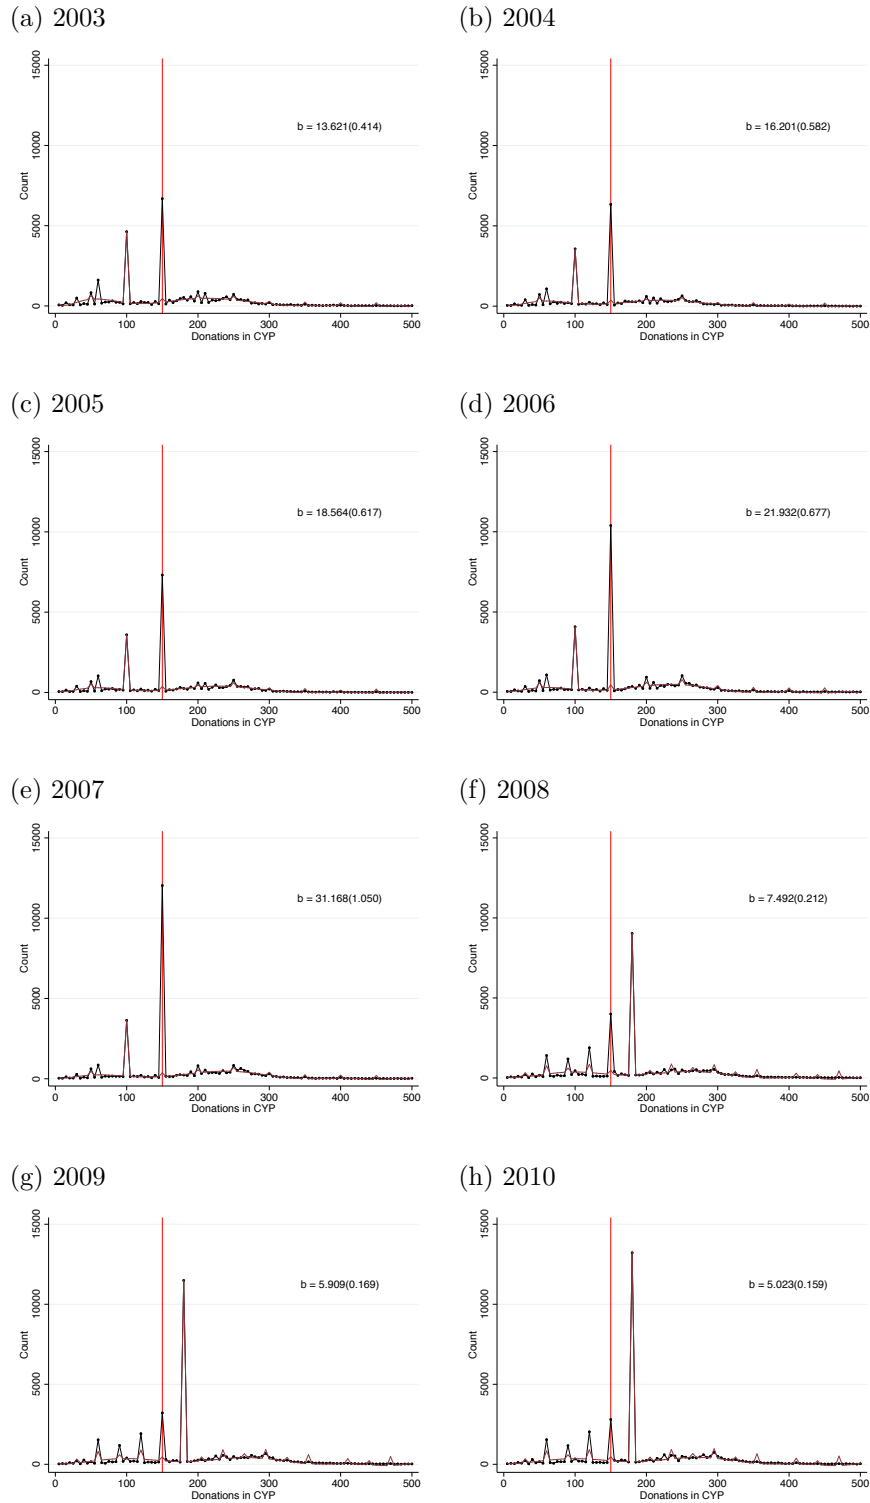 (a) 2003
(b) 2004
15000
10000
5000
0
Count
b = 13.621(0.414)
0 100 200 300 400 500
Donations in CYP
15000
10000
5000
0
Count
b = 16.201(0.582)
0 100 200 300 400 500
Donations in CYP
(c) 2005
(d) 2006
15000
10000
5000
0
Count
b = 18.564(0.617)
0 100 200 300 400 500
Donations in CYP
15000
10000
5000
0
Count
b = 21.932(0.677)
0 100 200 300 400 500
Donations in CYP
(e) 2007
(f) 2008
15000
10000
5000
0
Count
b = 31.168(1.050)
0 100 200 300 400 500
Donations in CYP
15000
10000
5000
0
Count
b = 7.492(0.212)
0 100 200 300 400 500
Donations in CYP
(g) 2009
(h) 2010
15000
10000
5000
0
Count
b = 5.909(0.169)
0 100 200 300 400 500
Donations in CYP
15000
10000
5000
0
Count
b = 5.023(0.159)
0 100 200 300 400 500
Donations in CYP